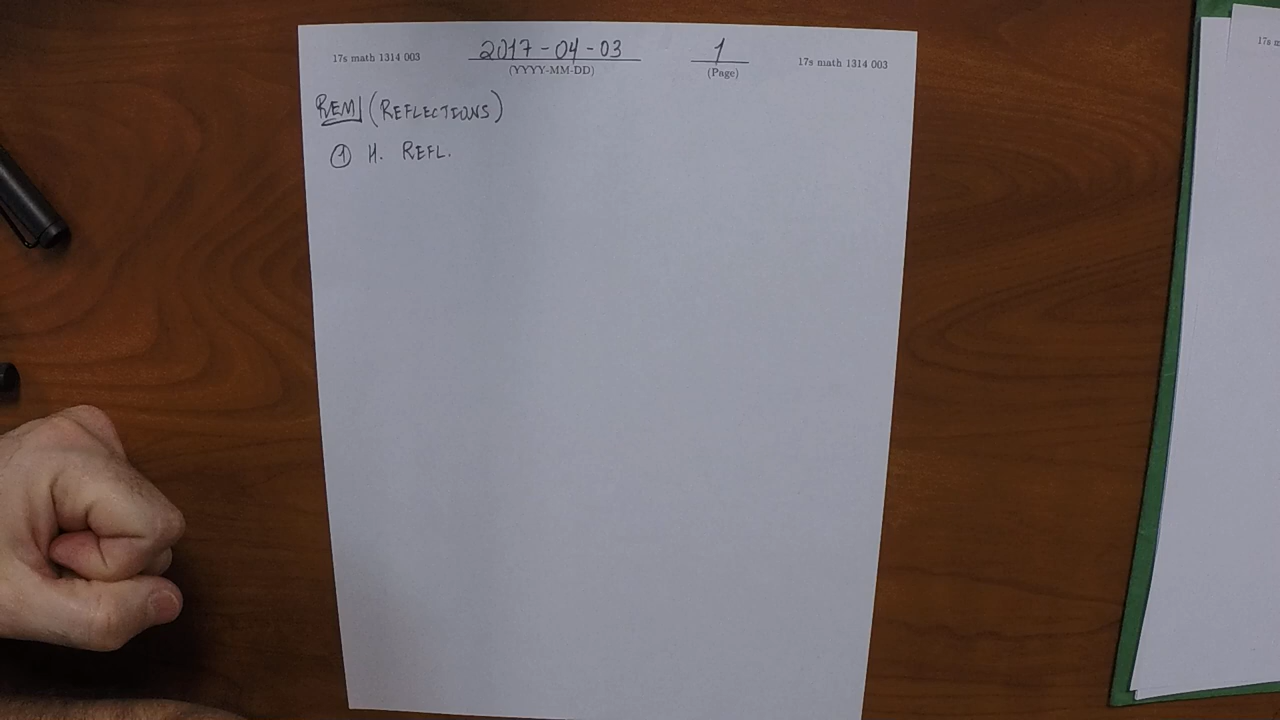 17s math 1314 003 2017-04-03 1 17s math 1314 003
(YYYY-MM-DD) (Page)
REM (REFLECTIONS)
① H. REFL.
17s m